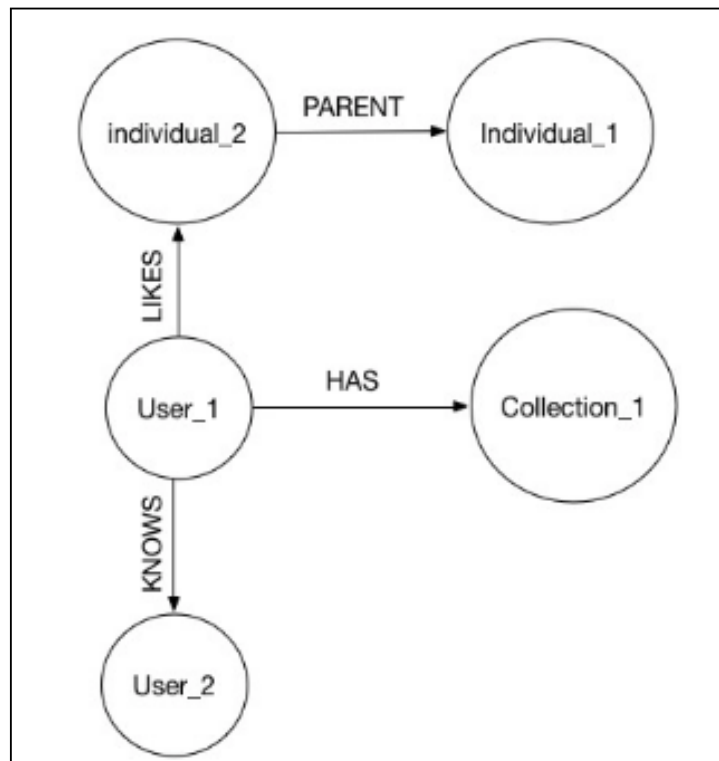 individual_2
PARENT
Individual_1
LIKES
User_1
HAS
Collection_1
KNOWS
User_2